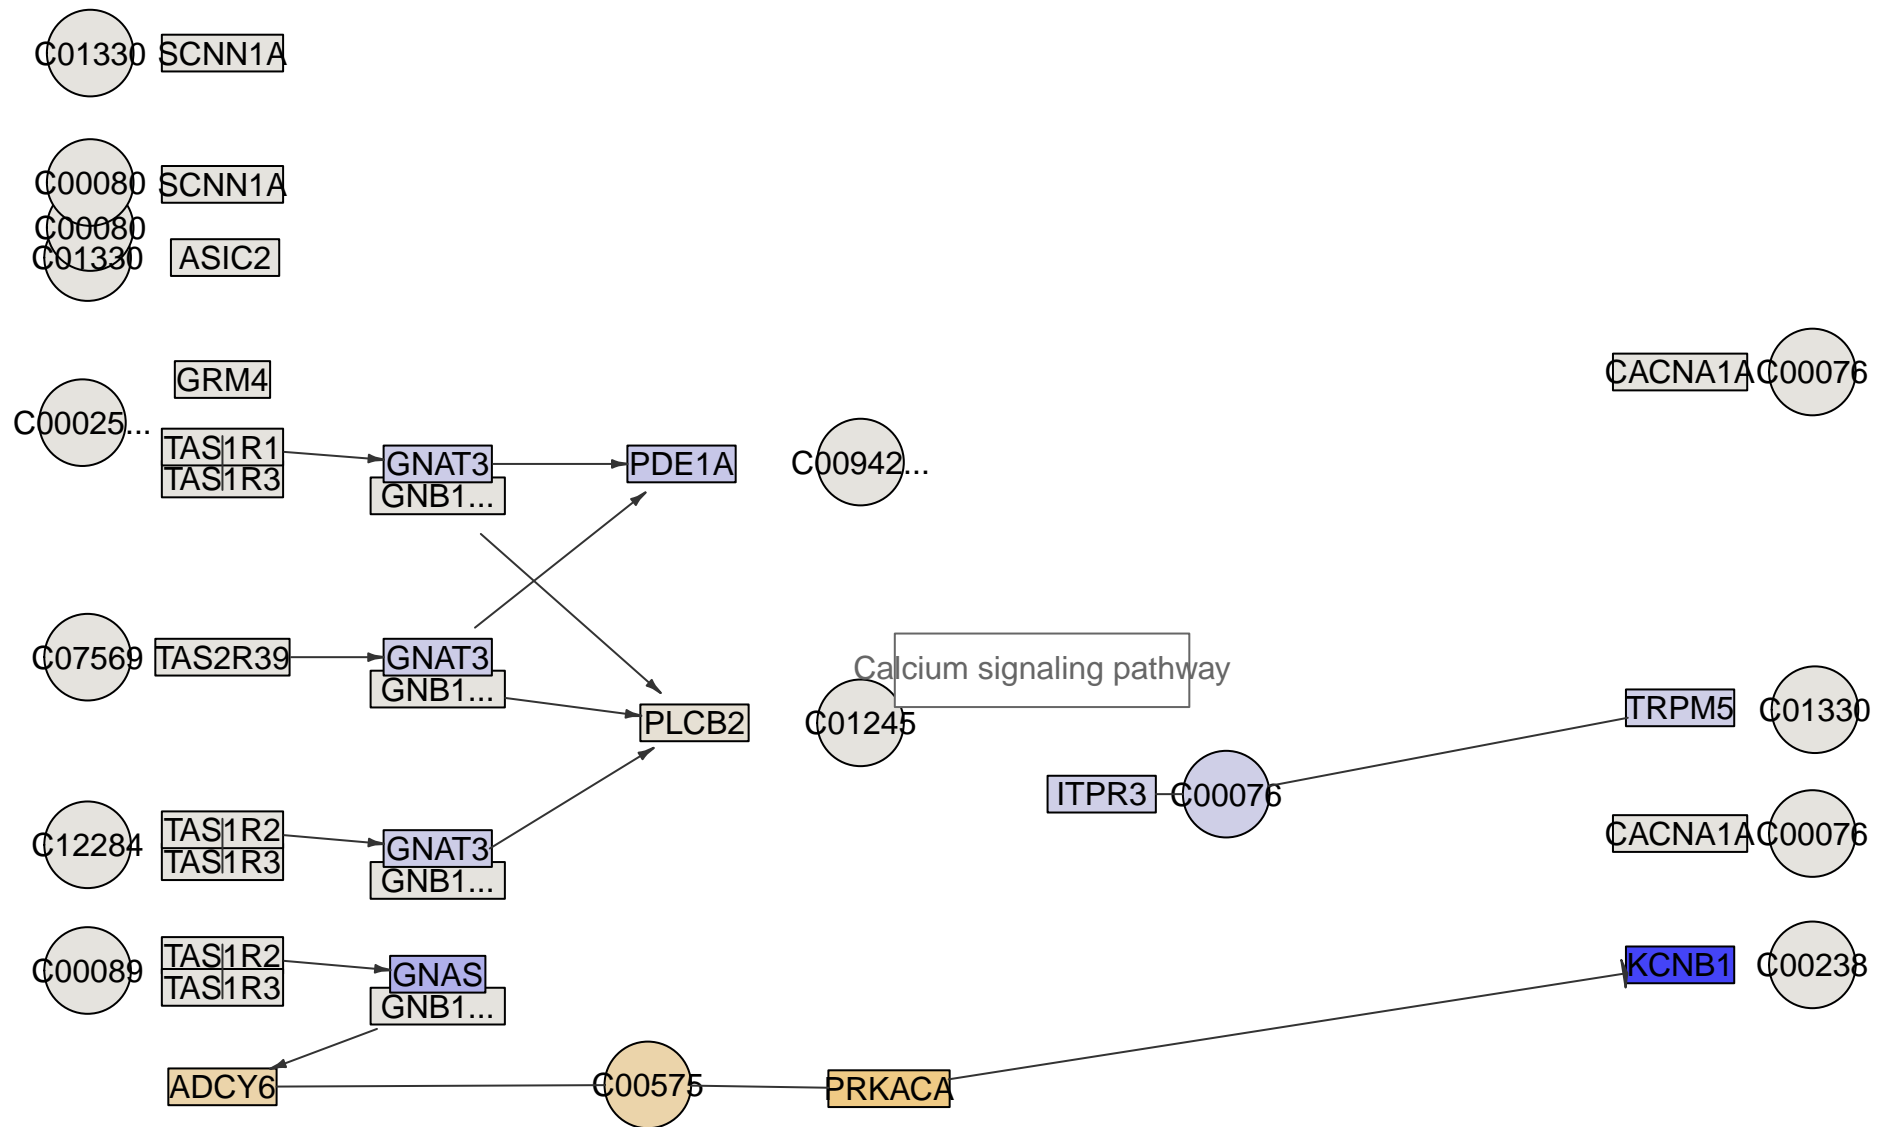 C01330 SCNN1A
C00080 SCNN1A
C00080
C01330 ASIC2
GRM4
CACNA1A C00076
C00025...
TAS1R1
TAS1R3
GNAT3
GNB1...
PDE1A
C00942...
C07569 TAS2R39
GNAT3
GNB1...
Calcium signaling pathway
PLCB2
C01245
TRPM5 C01330
ITPR3 C00076
C12284
TAS1R2
TAS1R3
GNAT3
GNB1...
CACNA1A C00076
C00089
TAS1R2
TAS1R3
GNAS
GNB1...
KCNB1 C00238
ADCY6 C00575 PRKACA